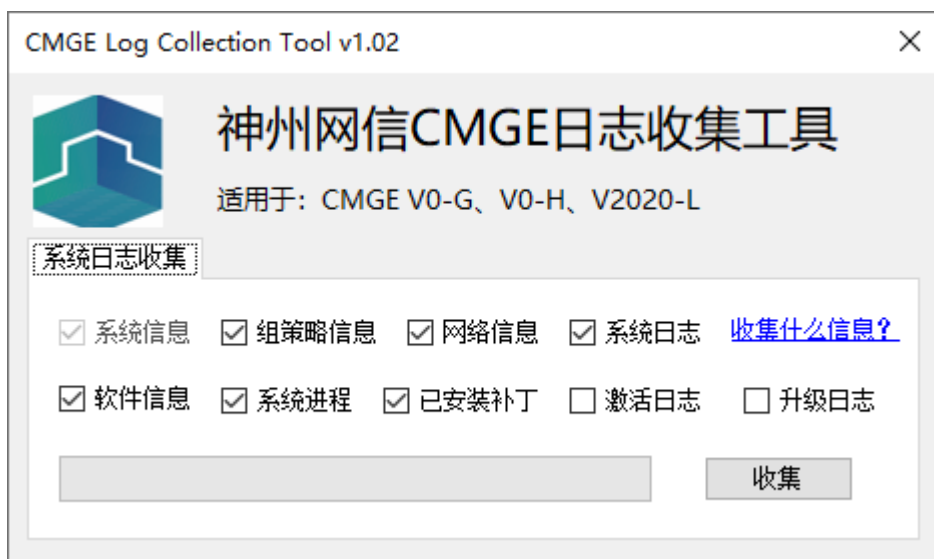 CMGE Log Collection Tool v1.02
神州网信CMGE日志收集工具
适用于：CMGE V0-G、V0-H、V2020-L
系统日志收集
系统信息 组策略信息 网络信息 系统日志 收集什么信息？
软件信息 系统进程 已安装补丁 激活日志 升级日志
收集